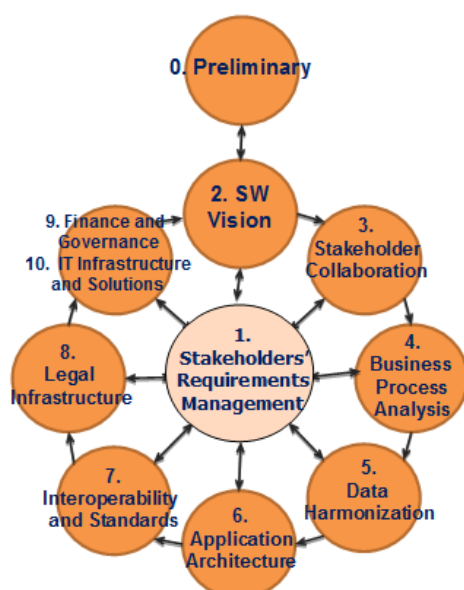 0. Preliminary
2. SW
Vision
9. Finance and
Governance
10. IT Infrastructure
and Solutions
3.
Stakeholder
Collaboration
1.
Stakeholders'
Requirements
Management
4.
Business
Process
Analysis
8.
Legal
Infrastructure
5.
Data
Harmonization
7.
Interoperability
and Standards
6.
Application
Architecture